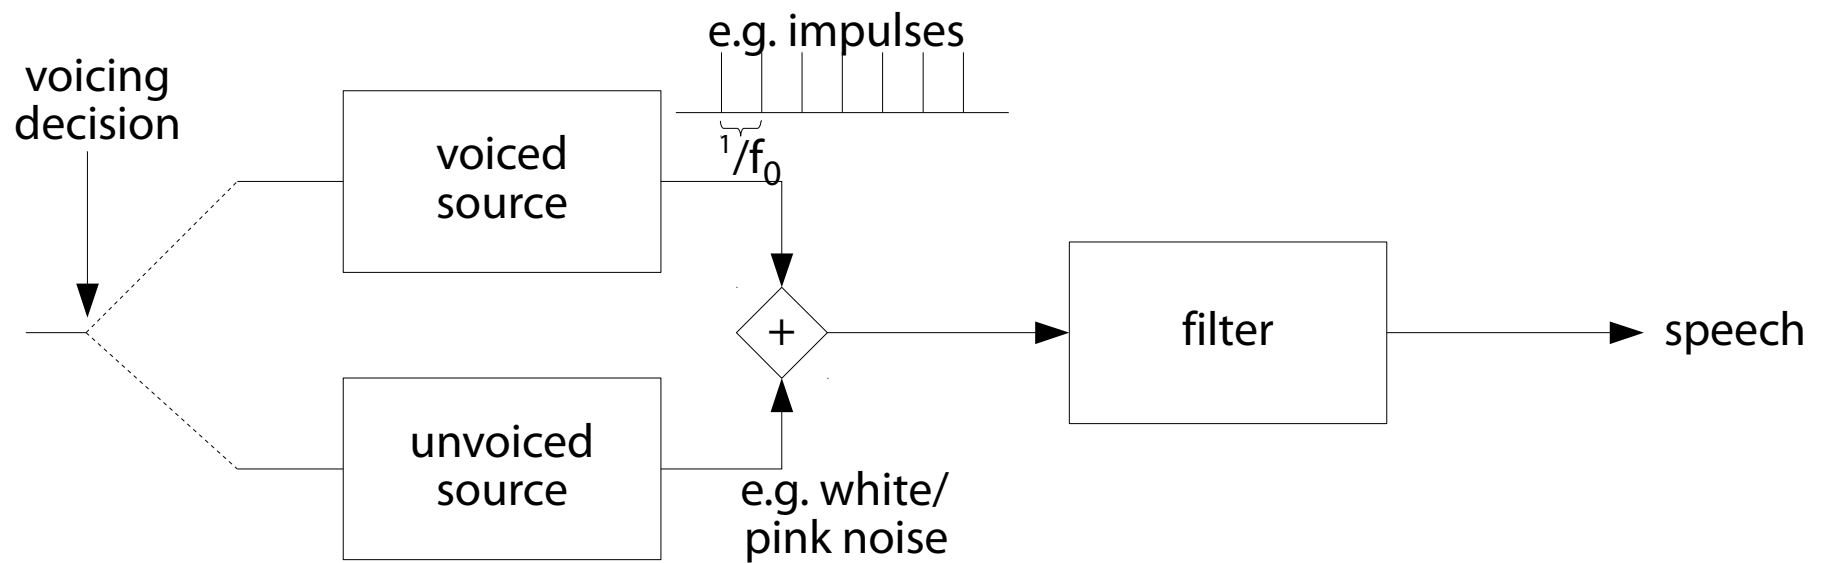 e.g. impulses
voicing
decision
voiced
source
1/f0
+
filter
speech
unvoiced
source
e.g. white/
pink noise